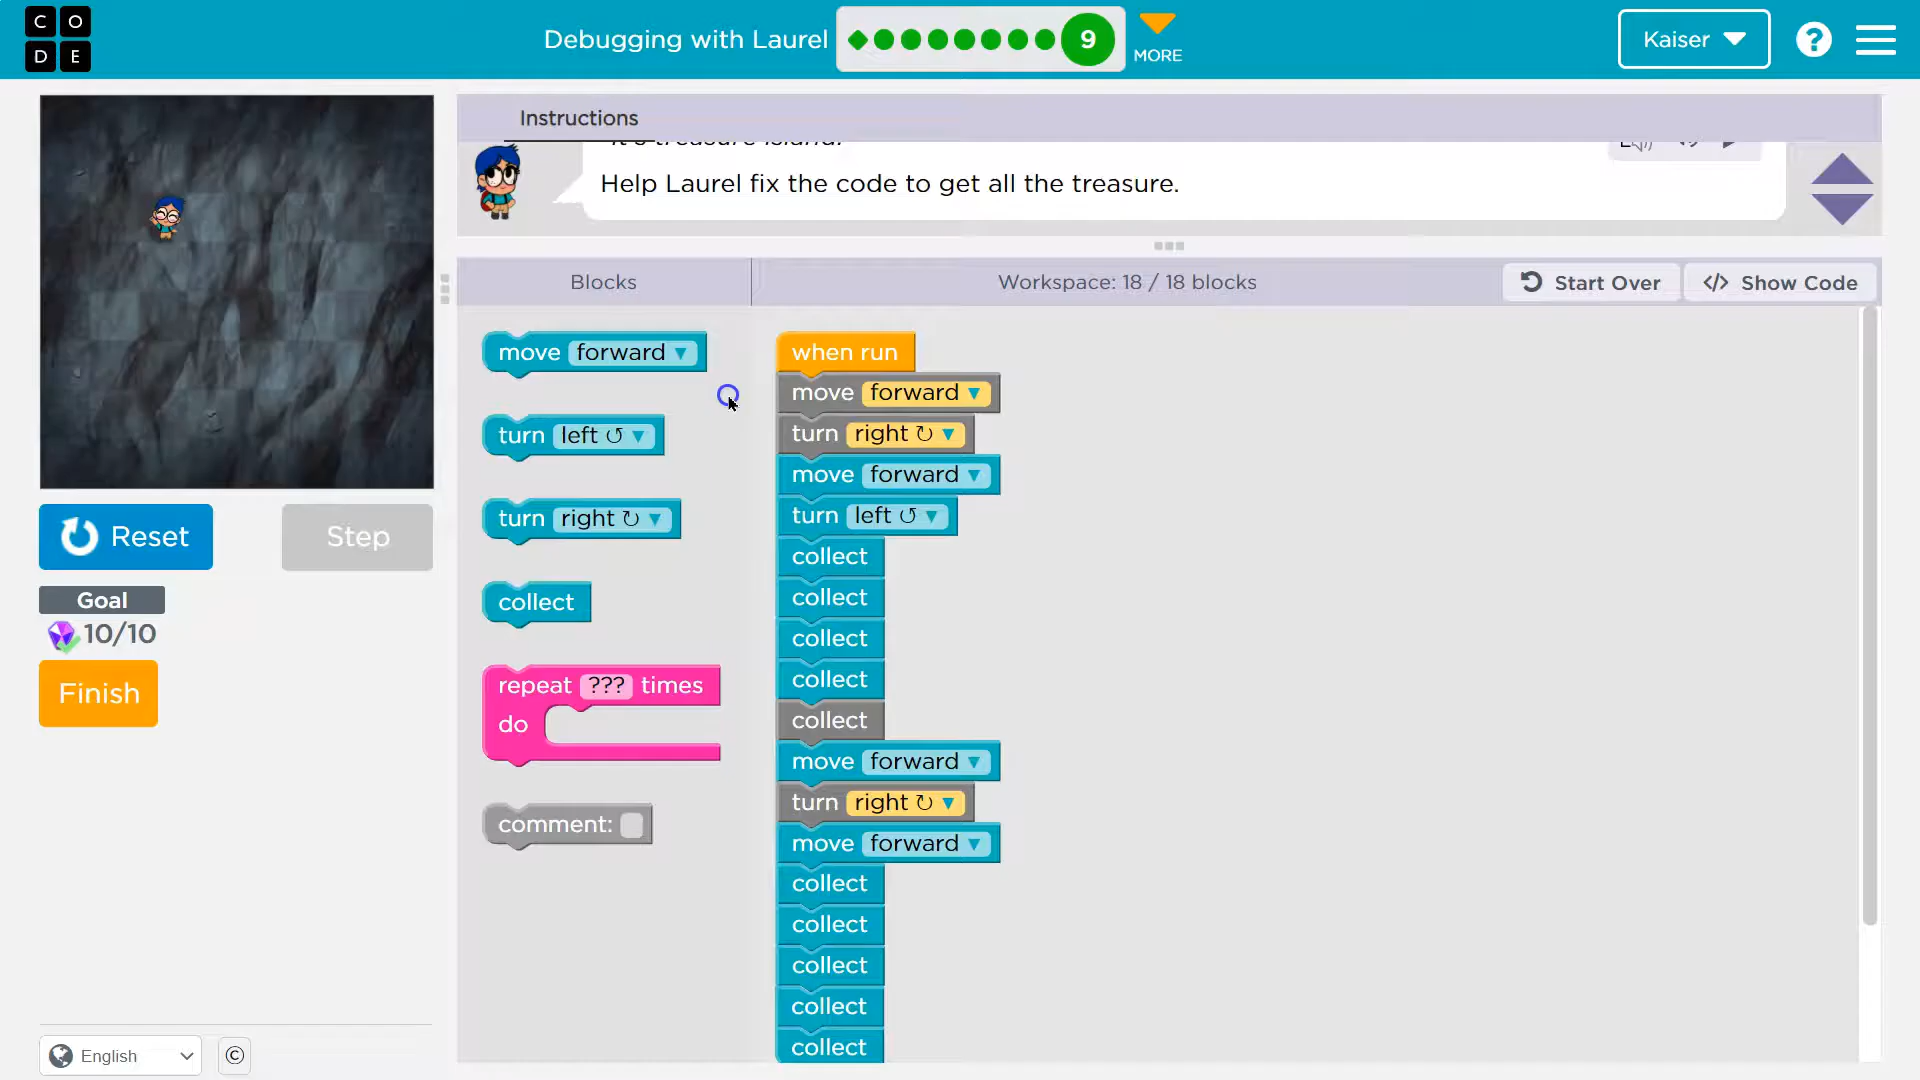 C O
D E
Debugging with Laurel
9
MORE
Kaiser
?
Instructions
Help Laurel fix the code to get all the treasure.
Blocks
Workspace: 18 / 18 blocks
Start Over
</> Show Code
move forward
turn left
turn right
collect
repeat ??? times
do
comment:
when run
move forward
turn right
move forward
turn left
collect
collect
collect
collect
collect
move forward
turn right
move forward
collect
collect
collect
collect
collect
Reset
Step
Goal
10/10
Finish
English
©